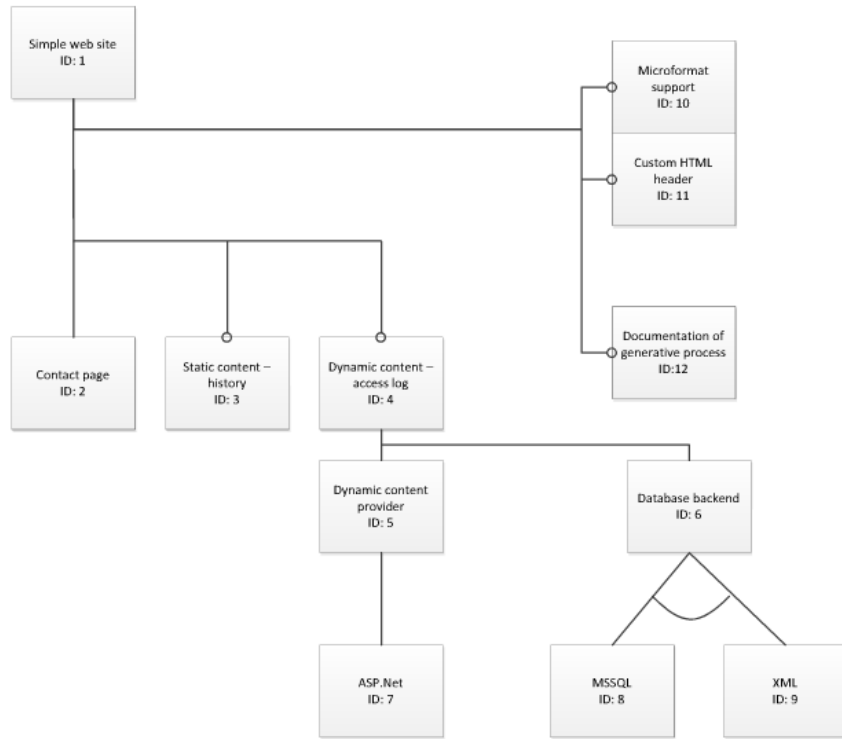 Simple web site
ID: 1
Microformat
support
ID: 10
Custom HTML
header
ID: 11
Contact page
ID: 2
Static content –
history
ID: 3
Dynamic content –
access log
ID: 4
Documentation of
generative process
ID:12
Dynamic content
provider
ID: 5
Database backend
ID: 6
ASP.Net
ID: 7
MSSQL
ID: 8
XML
ID: 9